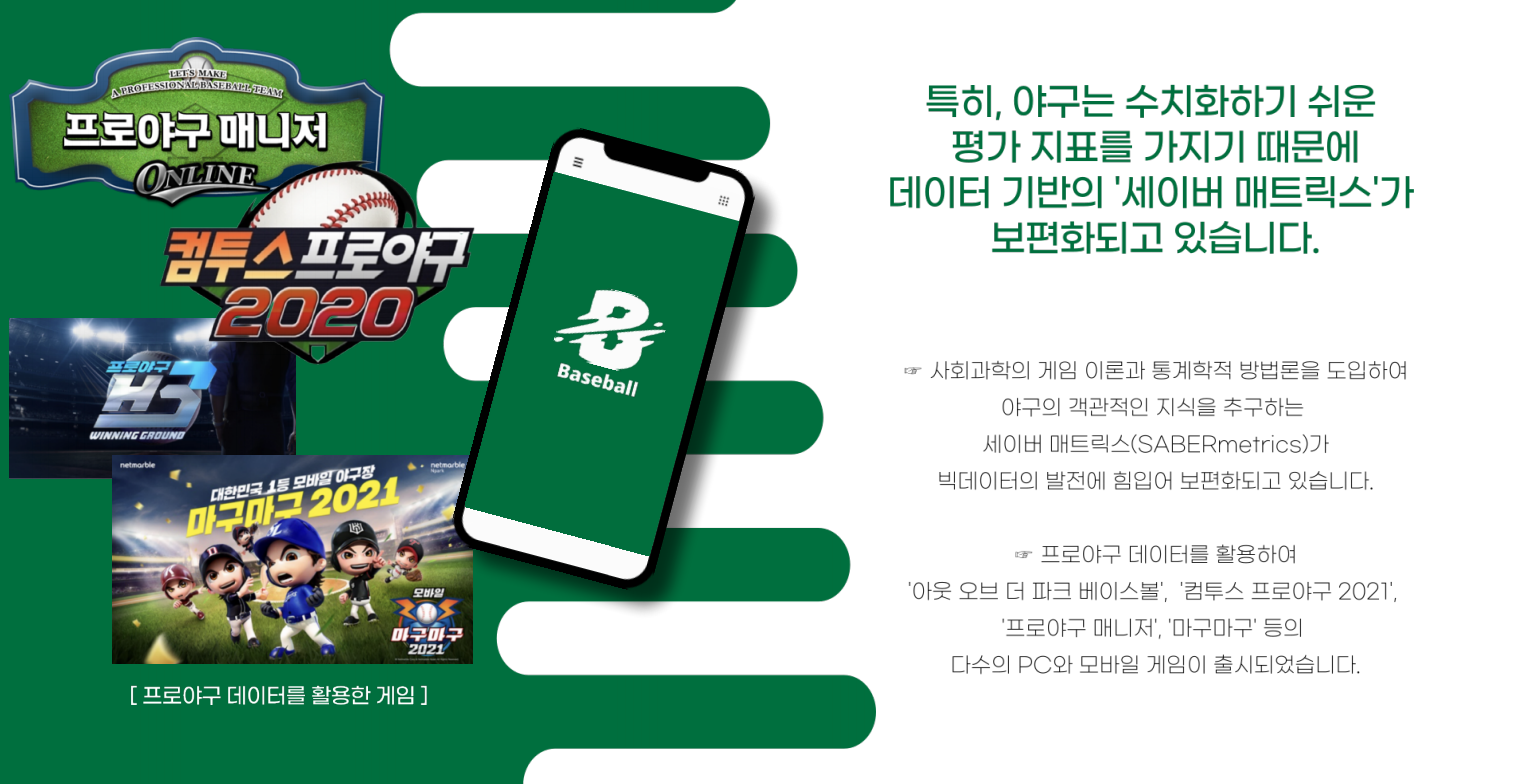 LET'S MAKE
A PROFESSIONAL BASEBALL TEAM
프로야구 매니저
ONLINE
컴투스프로야구
2020
프로야구
H3
WINNING GROUND
netmarble
netmarble
대한민국 1등 모바일 야구장
마구마구 2021
모바일
마구마구
2021
[ 프로야구 데이터를 활용한 게임 ]
B
Baseball
특히, 야구는 수치화하기 쉬운
평가 지표를 가지기 때문에
데이터 기반의 '세이버 매트릭스'가
보편화되고 있습니다.
☞ 사회과학의 게임 이론과 통계학적 방법론을 도입하여
야구의 객관적인 지식을 추구하는
세이버 매트릭스(SABERmetrics)가
빅데이터의 발전에 힘입어 보편화되고 있습니다.
☞ 프로야구 데이터를 활용하여
'아웃 오브 더 파크 베이스볼', '컴투스 프로야구 2021',
'프로야구 매니저', '마구마구' 등의
다수의 PC와 모바일 게임이 출시되었습니다.